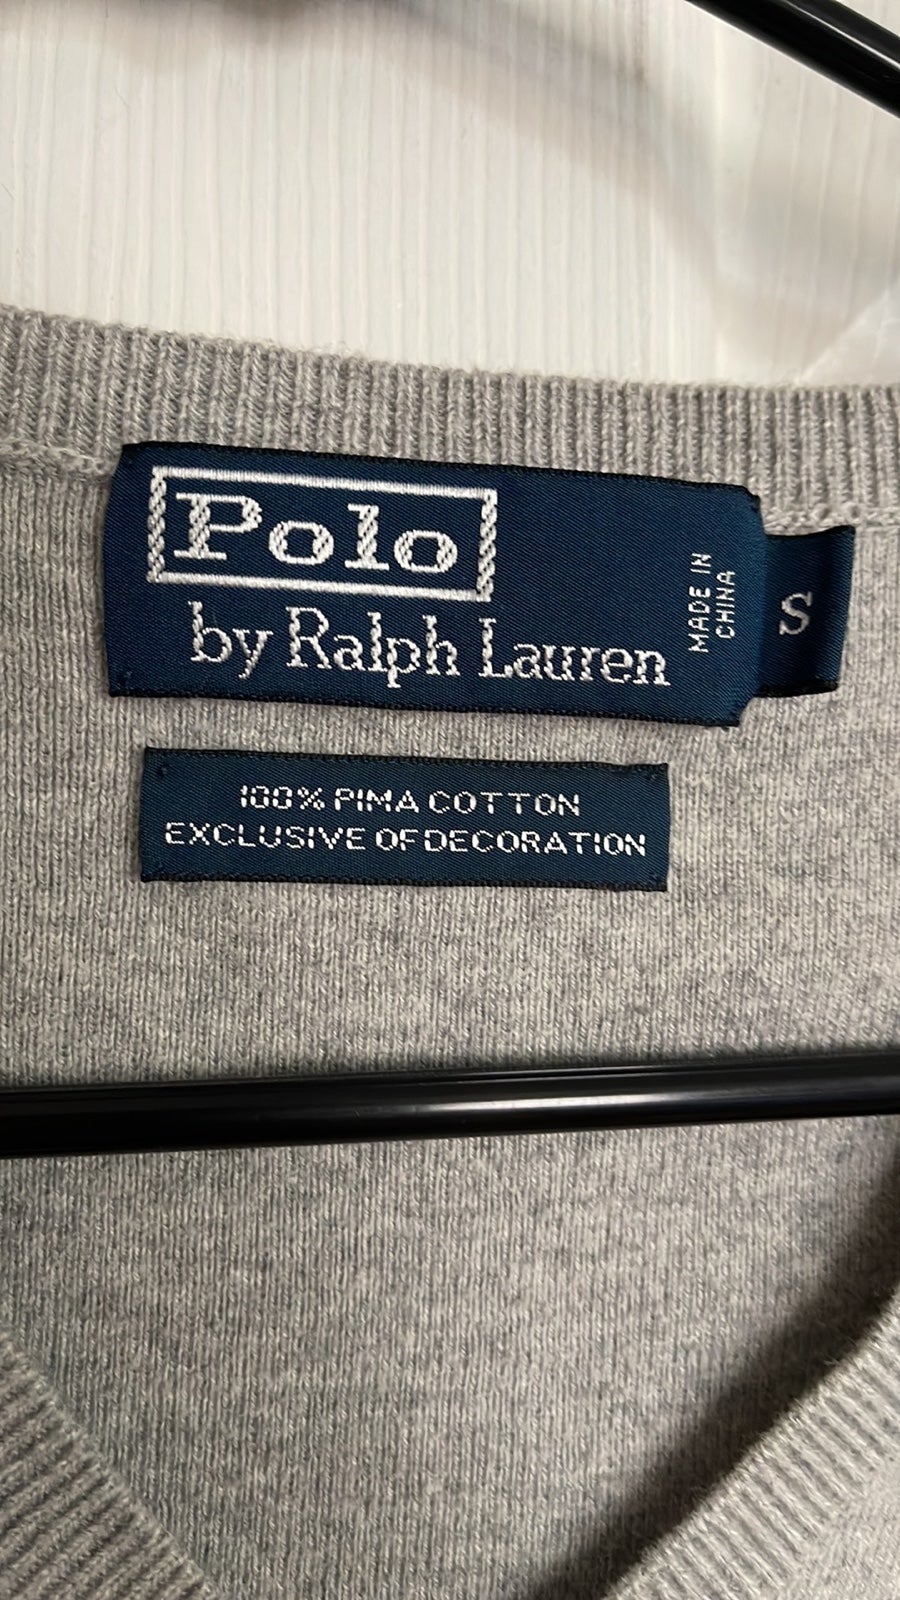 Polo
by Ralph Lauren
MADE IN
CHINA
S
100% PIMA COTTON
EXCLUSIVE OF DECORATION